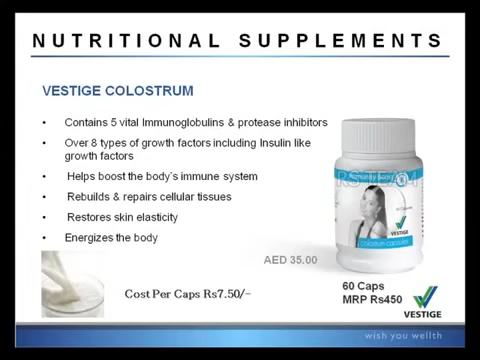 NUTRITIONAL SUPPLEMENTS
VESTIGE COLOSTRUM
• Contains 5 vital Immunoglobulins & protease inhibitors
• Over 8 types of growth factors including Insulin like
growth factors
• Helps boost the body's immune system
• Rebuilds & repairs cellular tissues
• Restores skin elasticity
• Energizes the body
RS TEAM
VESTIGE
colostrum capsules
AED 35.00
Cost Per Caps Rs7.50/-
60 Caps
MRP Rs450
VESTIGE
wish you wellth